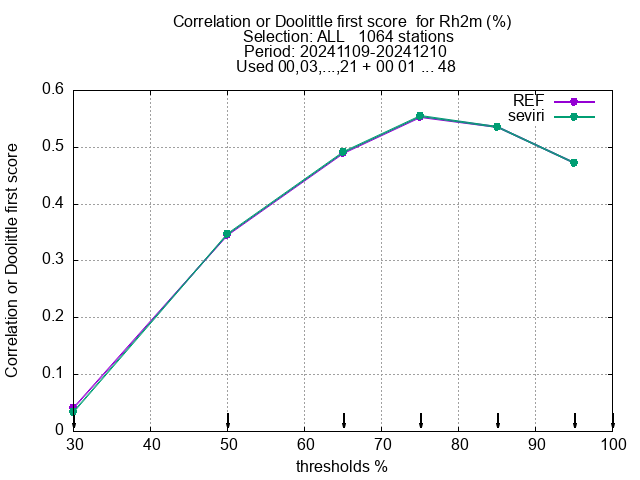 Correlation or Doolittle first score  for Rh2m (%)
Selection: ALL   1064 stations
Period: 20241109-20241210
Used 00,03,...,21 + 00 01 ... 48
REF
seviri
Correlation or Doolittle first score
0.6
0.5
0.4
0.3
0.2
0.1
0
30 40 50 60 70 80 90 100
thresholds %